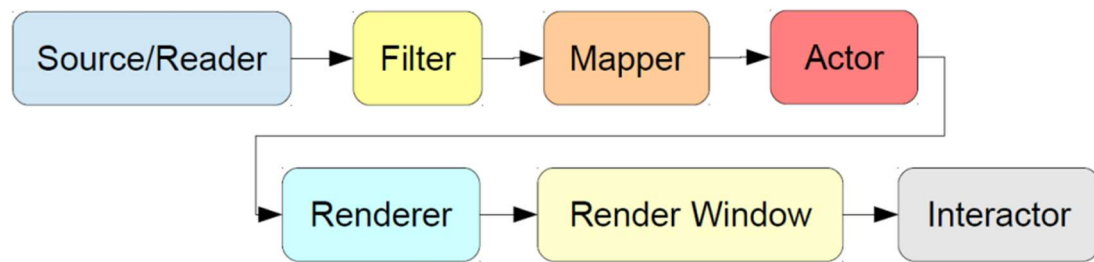 Source/Reader
Filter
Mapper
Actor
Renderer
Render Window
Interactor